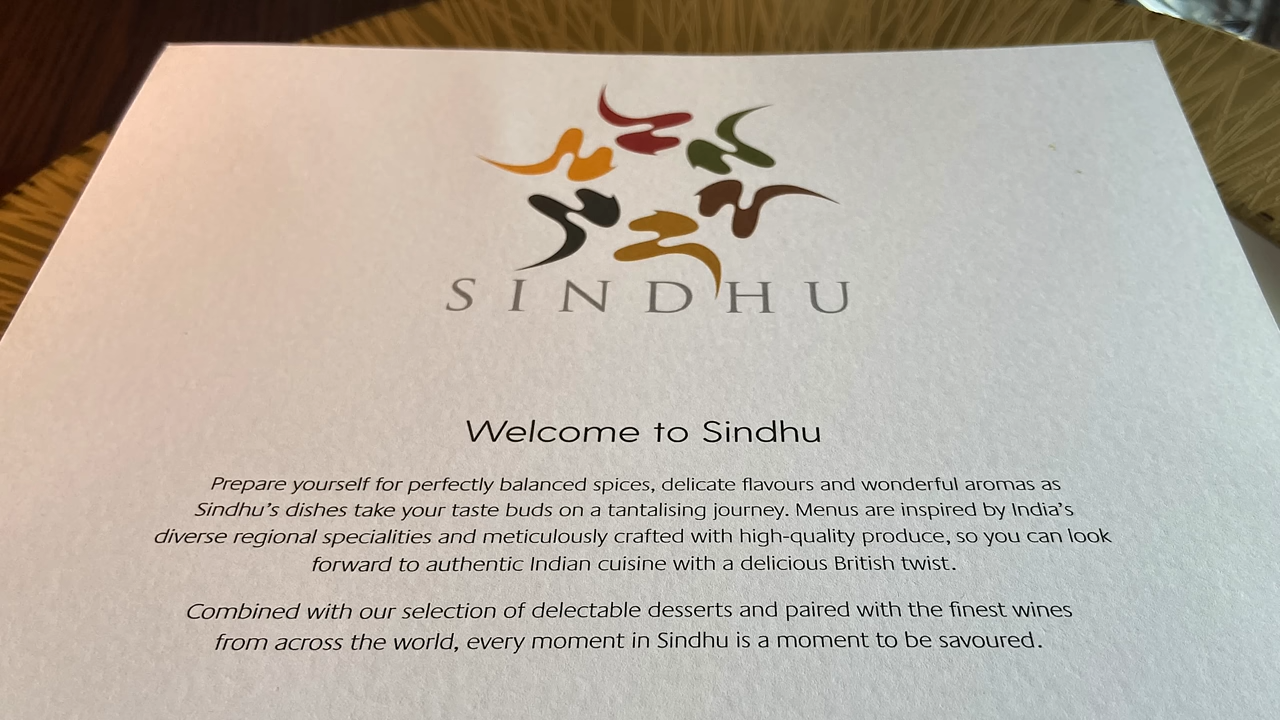 SINDHU
Welcome to Sindhu
Prepare yourself for perfectly balanced spices, delicate flavours and wonderful aromas as
Sindhu's dishes take your taste buds on a tantalising journey. Menus are inspired by India's
diverse regional specialities and meticulously crafted with high-quality produce, so you can look
forward to authentic Indian cuisine with a delicious British twist.
Combined with our selection of delectable desserts and paired with the finest wines
from across the world, every moment in Sindhu is a moment to be savoured.